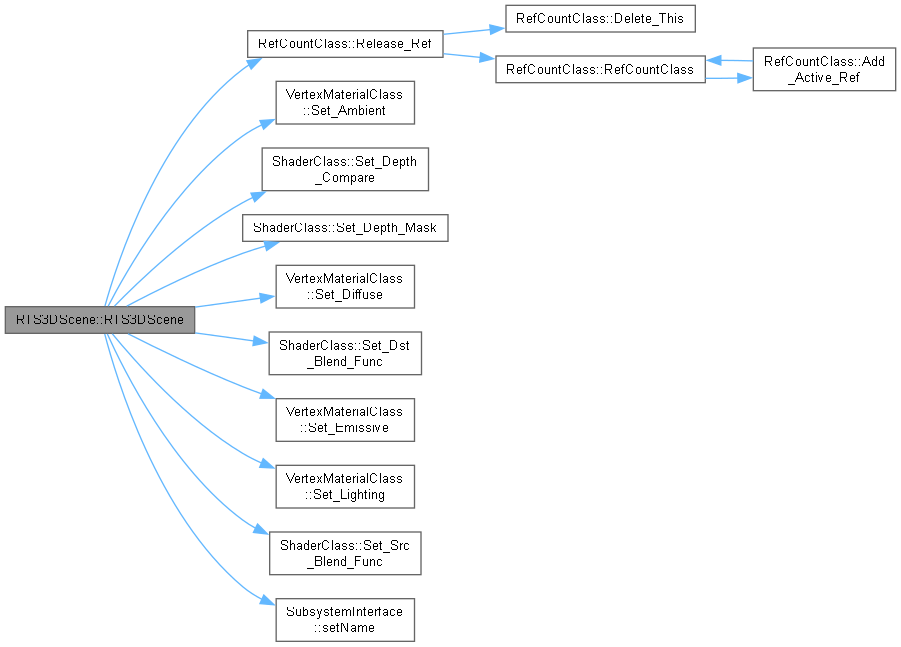 RefCountClass::Delete_This
RefCountClass::Release_Ref
RefCountClass::RefCountClass
RefCountClass::Add
_Active_Ref
VertexMaterialClass
::Set_Ambient
ShaderClass::Set_Depth
_Compare
ShaderClass::Set_Depth_Mask
VertexMaterialClass
::Set_Diffuse
RTS3DScene::RTS3DScene
ShaderClass::Set_Dst
_Blend_Func
VertexMaterialClass
::Set_Emissive
VertexMaterialClass
::Set_Lighting
ShaderClass::Set_Src
_Blend_Func
SubsystemInterface
::setName